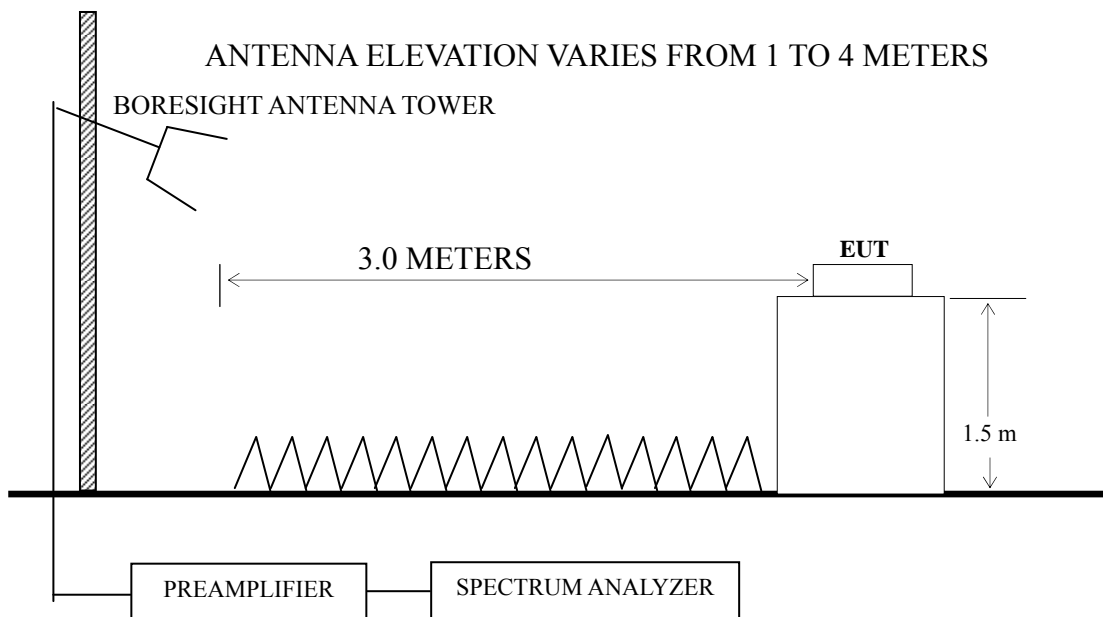 ANTENNA ELEVATION VARIES FROM 1 TO 4 METERS
BORESIGHT ANTENNA TOWER
3.0 METERS
EUT
1.5 m
PREAMPLIFIER
SPECTRUM ANALYZER